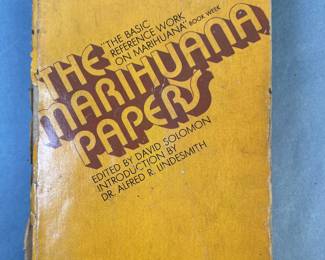 "THE BASIC
REFERENCE WORK
ON MARIHUANA" BOOK WEEK
THE
MARIHUANA
PAPERS
EDITED BY DAVID SOLOMON
INTRODUCTION BY
DR. ALFRED R. LINDESMITH